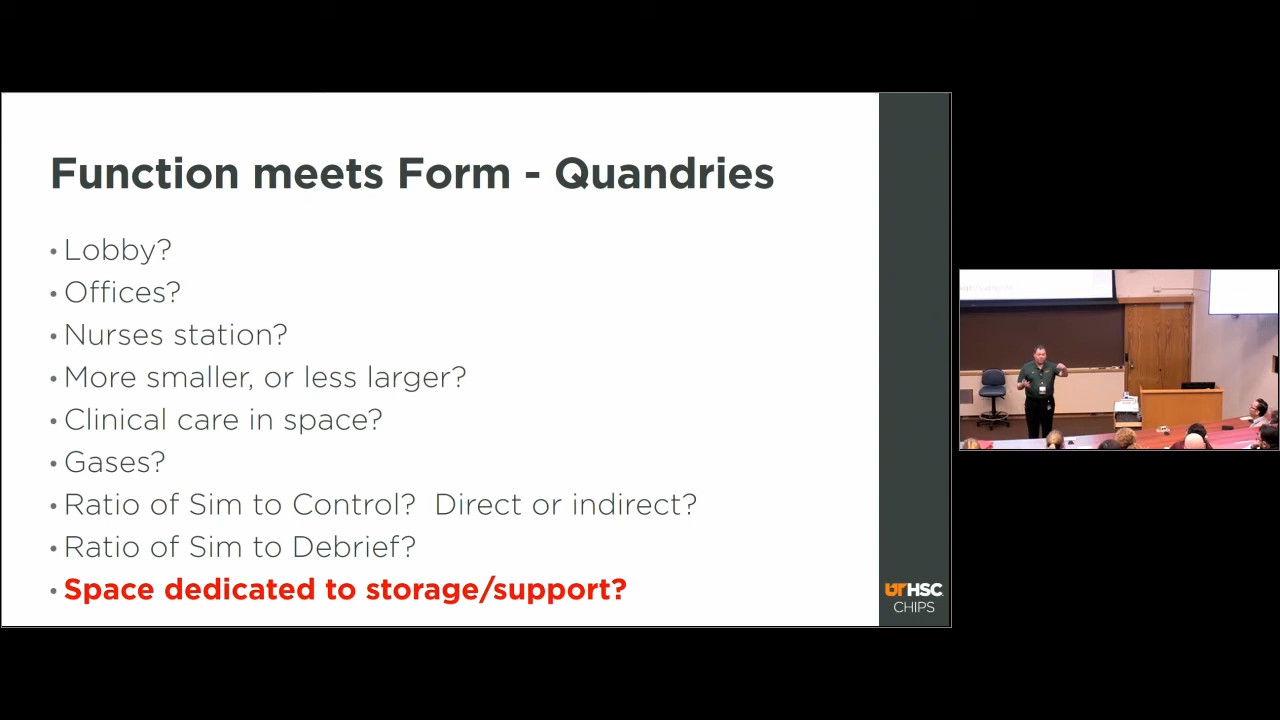 Function meets Form - Quandries
• Lobby?
• Offices?
• Nurses station?
• More smaller, or less larger?
• Clinical care in space?
• Gases?
• Ratio of Sim to Control?  Direct or indirect?
• Ratio of Sim to Debrief?
• Space dedicated to storage/support?
UTHSC
CHIPS